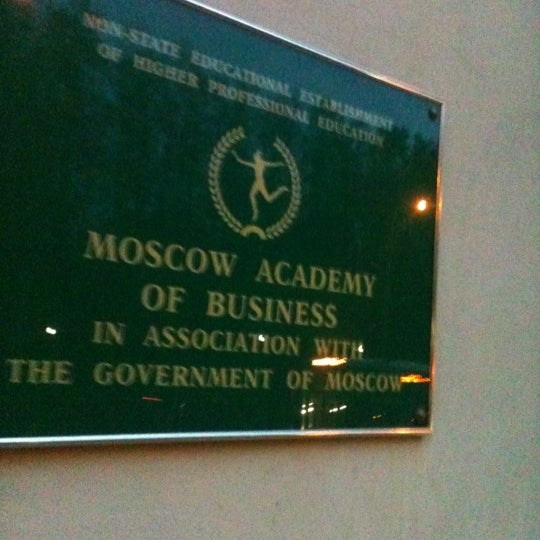 NON-STATE EDUCATIONAL ESTABLISHMENT
OF HIGHER PROFESSIONAL EDUCATION
MOSCOW ACADEMY
OF BUSINESS
IN ASSOCIATION WITH
THE GOVERNMENT OF MOSCOW